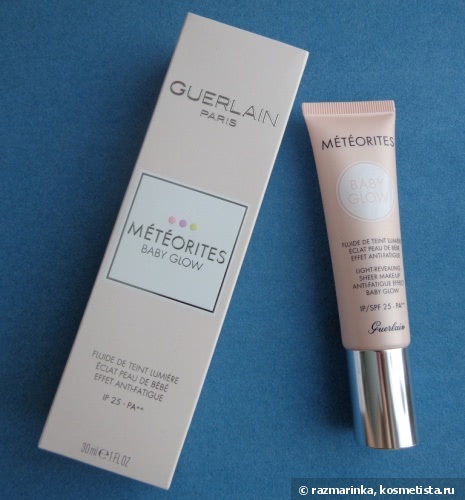 GUERLAIN
PARIS
MÉTÉORITES
BABY GLOW
FLUIDE DE TEINT LUMIÈRE
ÉCLAT PEAU DE BÉBÉ
EFFET ANTI-FATIGUE
IP 25 - PA++
30ml e 1 FL OZ
MÉTÉORITES
BABY
GLOW
FLUIDE DE TEINT LUMIÈRE
ÉCLAT PEAU DE BÉBÉ
EFFET ANTI-FATIGUE
LIGHT-REVEALING
SHEER MAKE-UP
ANTI-FATIGUE EFFECT
BABY GLOW
IP/SPF 25 - PA++
Guerlain
© razmarinka, kosmetista.ru